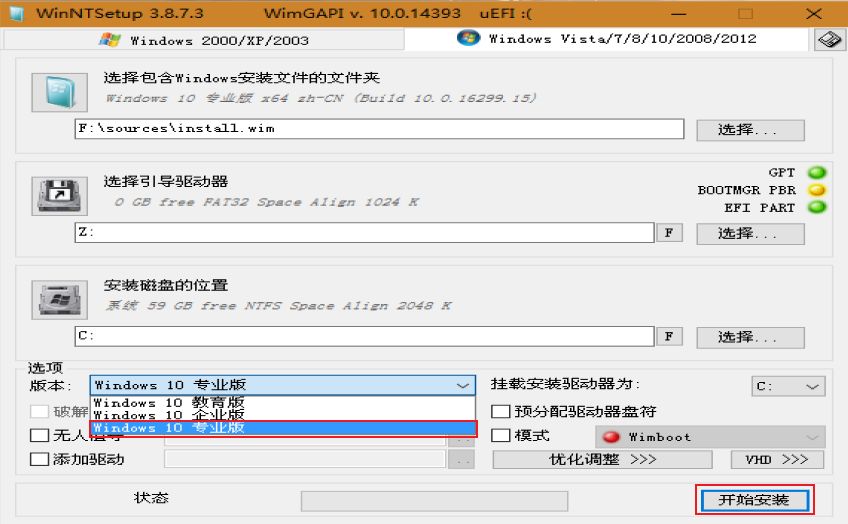 WinNTSetup 3.8.7.3 WimGAPI v. 10.0.14393 uEFI :(
Windows 2000/XP/2003 Windows Vista/7/8/10/2008/2012
选择包含Windows安装文件的文件夹
Windows 10 专业版 x64 zh-CN (Build 10.0.16299.15)
F:\sources\install.wim 选择...
选择引导驱动器
0 GB free FAT32 Space Align 1024 K
GPT
BOOTMGR PBR
EFI PART
Z: F 选择...
安装磁盘的位置
系统 59 GB free NTFS Space Align 2048 K
C: F 选择...
选项
版本: Windows 10 专业版 挂载安装驱动器为: C:
Windows 10 教育版
破解 Windows 10 企业版 预分配驱动器盘符
Windows 10 专业版
无人值守 .. 模式 Wimboot
添加驱动 .. 优化调整 >>> VHD >>>
状态 开始安装